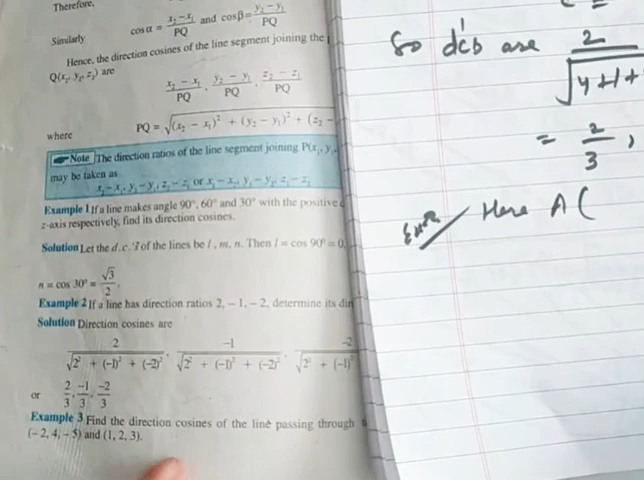 Therefore,
cosα = x₂−x₁/PQ and cosβ = y₂−y₁/PQ
Similarly
Hence, the direction cosines of the line segment joining the
Q(x₂, y₂, z₂) are
x₂ − x₁/PQ, y₂ − y₁/PQ, z₂ − z₁/PQ
where PQ = √(x₂ − x₁)² + (y₂ − y₁)² + (z₂ −
Note The direction ratios of the line segment joining P(x₁, y₁,
may be taken as
x₂ − x₁, y₂ − y₁, z₂ − z₁ or x₁ − x₂, y₁ − y₂, z₁ − z₂
Example 1 If a line makes angle 90°, 60° and 30° with the positive
z-axis respectively, find its direction cosines.
Solution Let the d.c.'s of the lines be l, m, n. Then l = cos 90° = 0,
n = cos 30° = √3/2.
Example 2 If a line has direction ratios 2, − 1, − 2, determine its
Solution Direction cosines are
2/√2² + (−1)² + (−2)², −1/√2² + (−1)² + (−2)², −2/√2² + (−1)²
or 2/3, −1/3, −2/3
Example 3 Find the direction cosines of the line passing through
(− 2, 4, − 5) and (1, 2, 3).
So dc's are 2/√4+1+
= 2/3,
Here A (